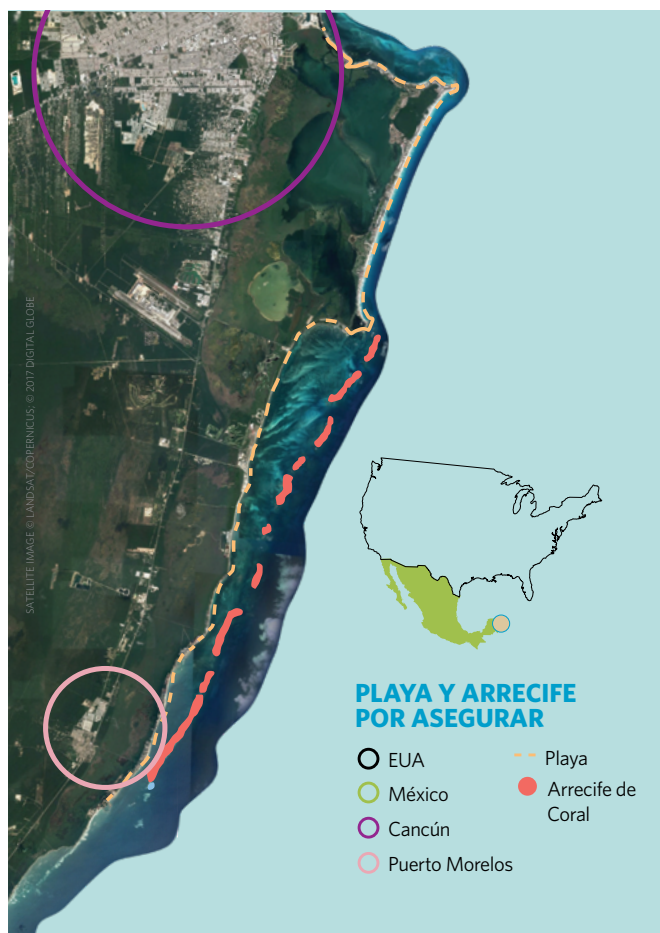 SATELLITE IMAGE © LANDSAT/COPERNICUS; © 2017 DIGITAL GLOBE
PLAYA Y ARRECIFE
POR ASEGURAR
EUA
México
Cancún
Puerto Morelos
Playa
Arrecife de
Coral